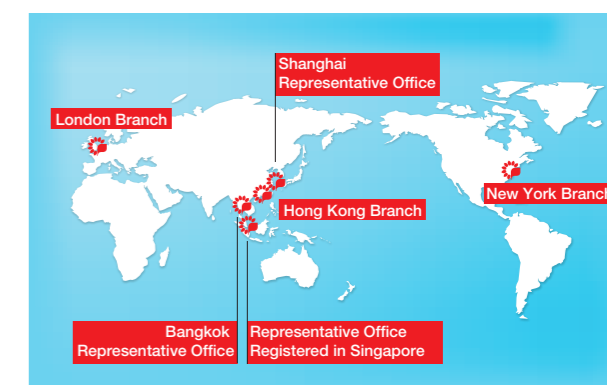 Shanghai
Representative Office
London Branch
New York Branch
Hong Kong Branch
Bangkok
Representative Office
Representative Office
Registered in Singapore